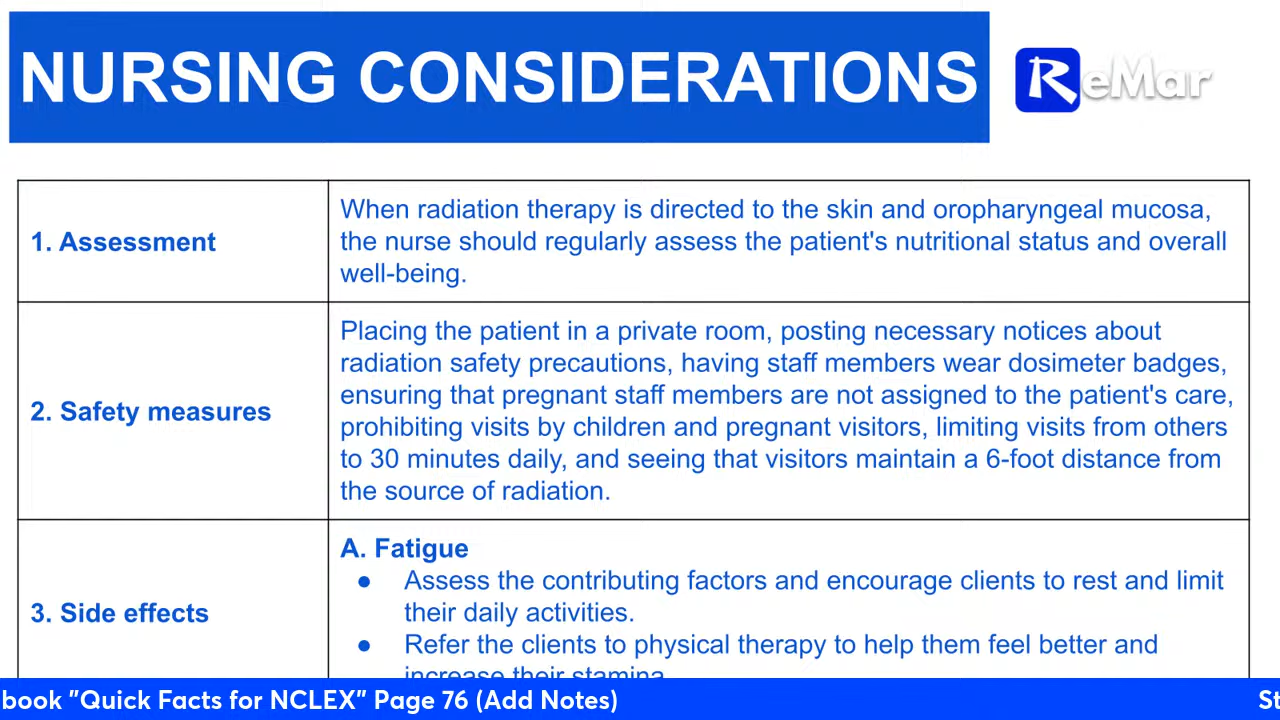 NURSING CONSIDERATIONS
ReMar
1. Assessment
When radiation therapy is directed to the skin and oropharyngeal mucosa,
the nurse should regularly assess the patient's nutritional status and overall
well-being.
2. Safety measures
Placing the patient in a private room, posting necessary notices about
radiation safety precautions, having staff members wear dosimeter badges,
ensuring that pregnant staff members are not assigned to the patient's care,
prohibiting visits by children and pregnant visitors, limiting visits from others
to 30 minutes daily, and seeing that visitors maintain a 6-foot distance from
the source of radiation.
3. Side effects
A. Fatigue
● Assess the contributing factors and encourage clients to rest and limit
their daily activities.
● Refer the clients to physical therapy to help them feel better and
increase their stamina
book "Quick Facts for NCLEX" Page 76 (Add Notes)
St